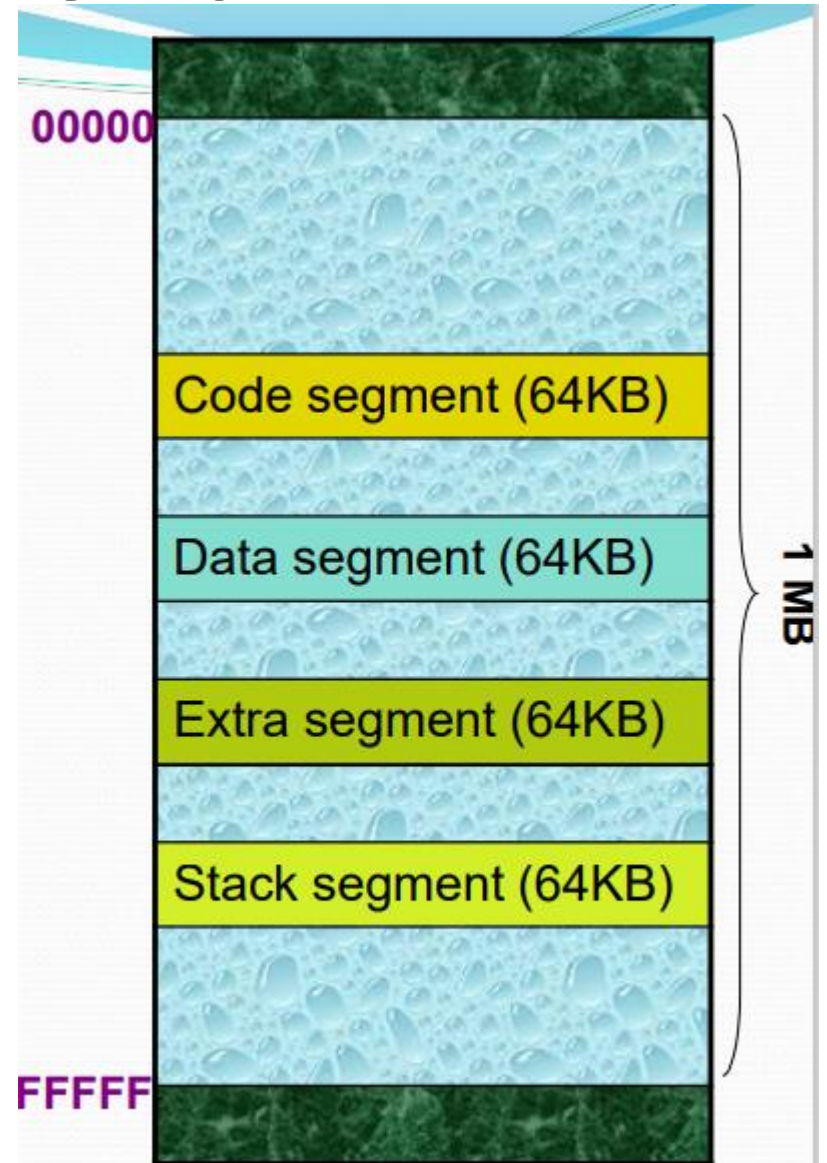 00000
Code segment (64KB)
Data segment (64KB)
1 MB
Extra segment (64KB)
Stack segment (64KB)
FFFFF